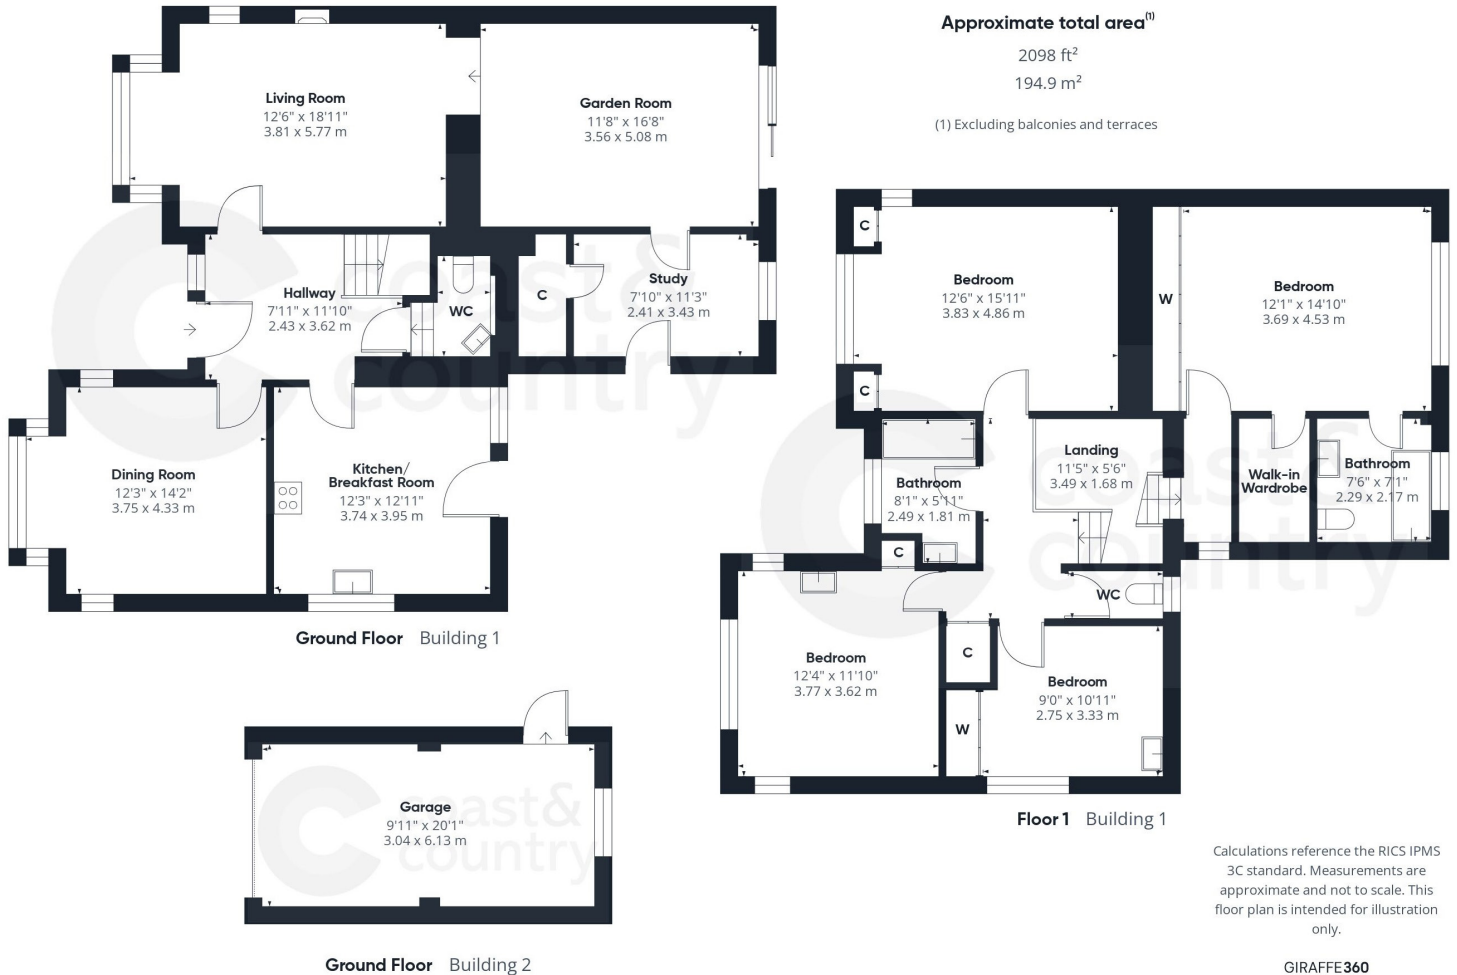 Approximate total area(1)
2098 ft²
194.9 m²
(1) Excluding balconies and terraces
Living Room
12'6" x 18'11"
3.81 x 5.77 m
Garden Room
11'8" x 16'8"
3.56 x 5.08 m
Hallway
7'11" x 11'10"
2.43 x 3.62 m
WC
C
Study
7'10" x 11'3"
2.41 x 3.43 m
Dining Room
12'3" x 14'2"
3.75 x 4.33 m
Kitchen/
Breakfast Room
12'3" x 12'11"
3.74 x 3.95 m
coast&
country
Ground Floor Building 1
C
Bedroom
12'6" x 15'11"
3.83 x 4.86 m
C
W
Bedroom
12'1" x 14'10"
3.69 x 4.53 m
Bathroom
8'1" x 5'11"
2.49 x 1.81 m
Landing
11'5" x 5'6"
3.49 x 1.68 m
Walk-in
Wardrobe
Bathroom
7'6" x 7'1"
2.29 x 2.17 m
C
WC
Bedroom
12'4" x 11'10"
3.77 x 3.62 m
C
W
Bedroom
9'0" x 10'11"
2.75 x 3.33 m
coast&
country
Floor 1 Building 1
Garage
9'11" x 20'1"
3.04 x 6.13 m
coast&
country
Ground Floor Building 2
Calculations reference the RICS IPMS
3C standard. Measurements are
approximate and not to scale. This
floor plan is intended for illustration
only.
GIRAFFE360